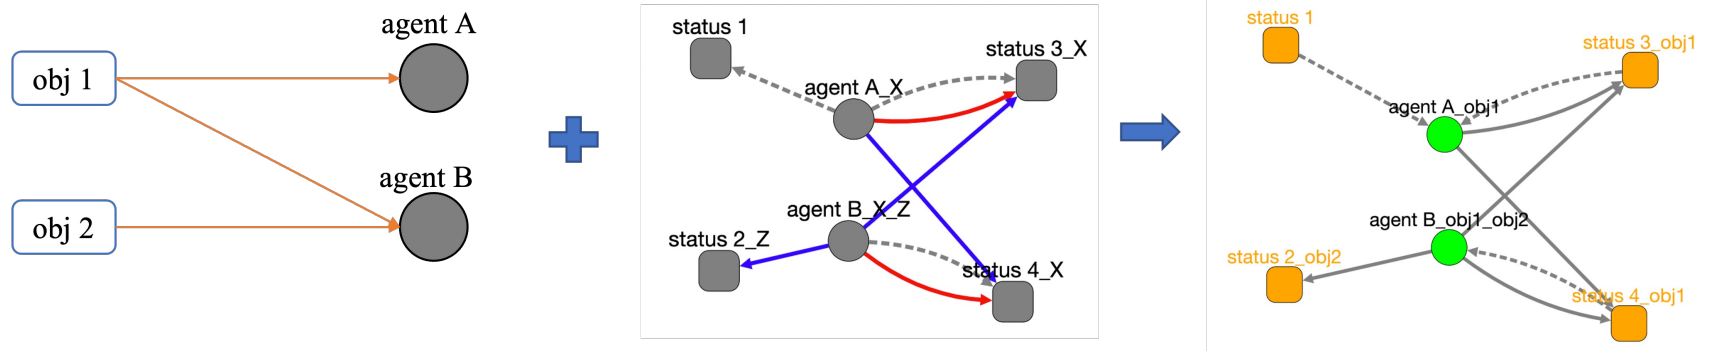 obj 1
obj 2
agent A
agent B
status 1
status 3_X
agent A_X
agent B_X_Z
status 2_Z
status 4_X
status 1
status 3_obj1
agent A_obj1
agent B_obj1_obj2
status 2_obj2
status 4_obj1